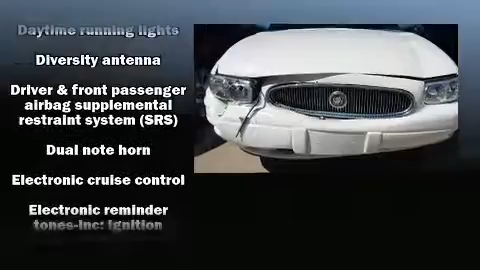 Daytime running lights
Diversity antenna
Driver & front passenger
airbag supplemental
restraint system (SRS)
Dual note horn
Electronic cruise control
Electronic reminder
tones-inc: ignition